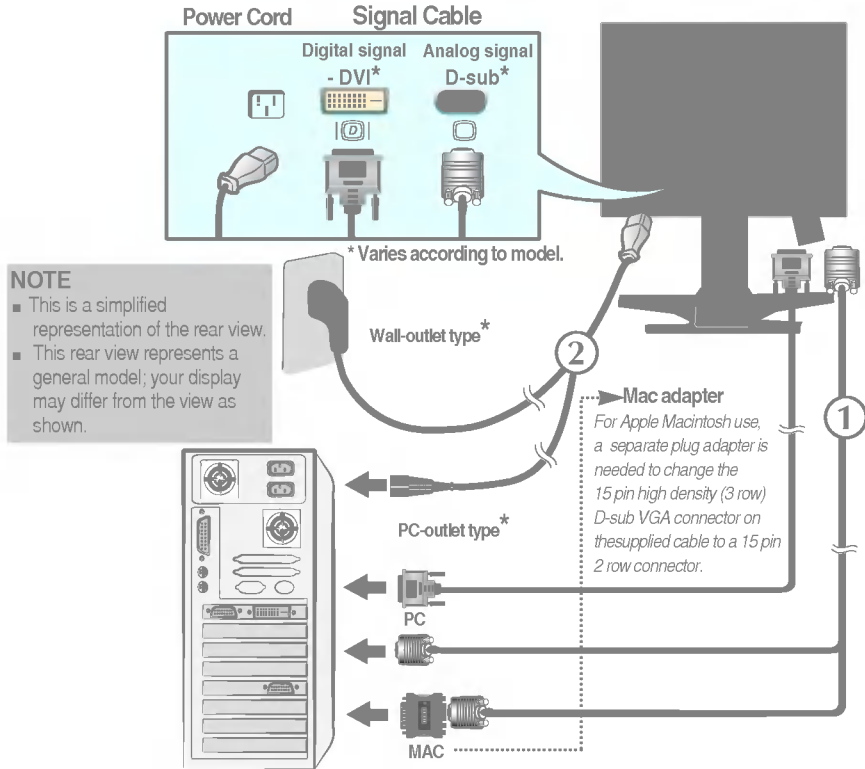 Power Cord
Signal Cable
Digital signal
- DVI*
Analog signal
D-sub*
D
* Varies according to model.
NOTE
■ This is a simplified
representation of the rear view.
■ This rear view represents a
general model; your display
may differ from the view as
shown.
Wall-outlet type*
2
1
Mac adapter
For Apple Macintosh use,
a separate plug adapter is
needed to change the
15 pin high density (3 row)
D-sub VGA connector on
thesupplied cable to a 15 pin
2 row connector.
PC-outlet type*
PC
MAC